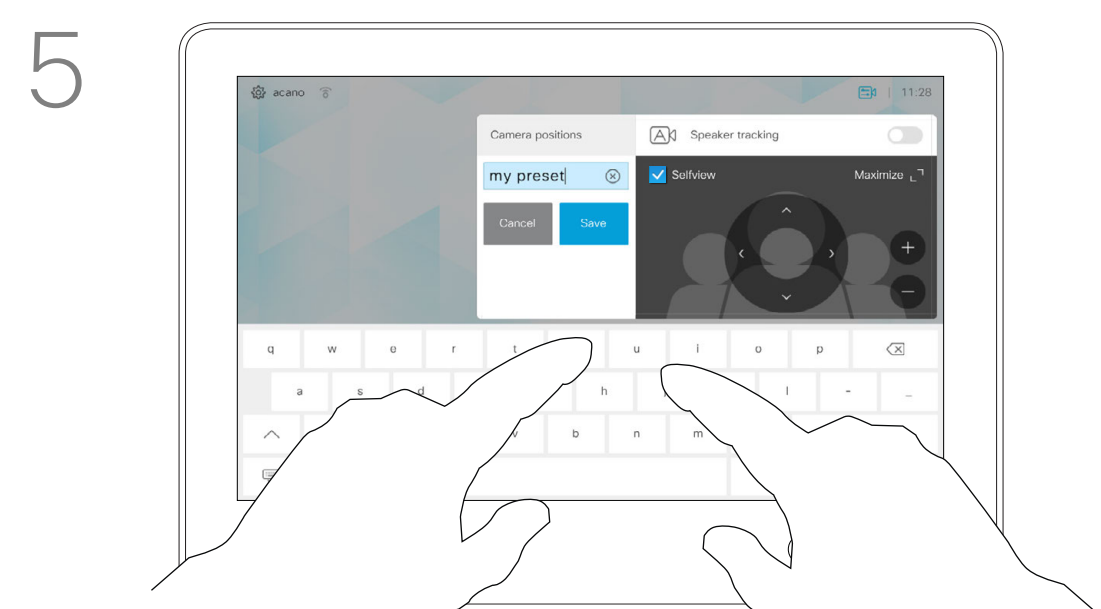 5
acano
11:28
Camera positions
Speaker tracking
my preset
Selfview
Maximize
Cancel
Save
q w e r t u i o p
a s d h l - _
v b n m